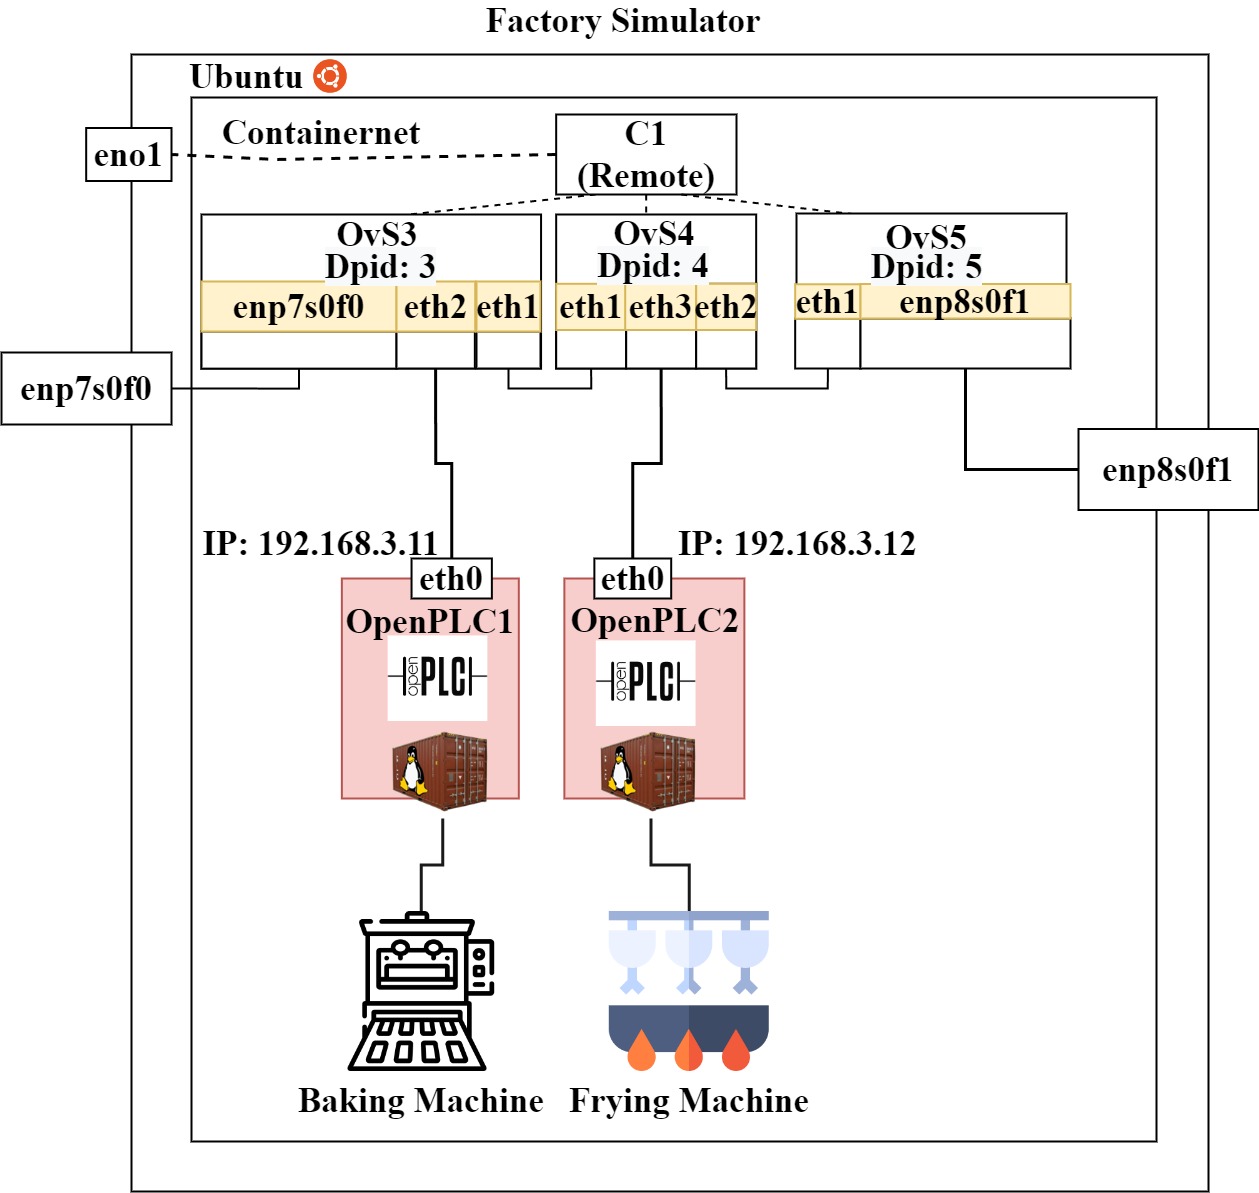 Factory Simulator
Ubuntu
eno1
Containernet
C1
(Remote)
OvS3
Dpid: 3
enp7s0f0 eth2 eth1
OvS4
Dpid: 4
eth1 eth3 eth2
OvS5
Dpid: 5
eth1 enp8s0f1
enp7s0f0
enp8s0f1
IP: 192.168.3.11
IP: 192.168.3.12
eth0
eth0
OpenPLC1
OpenPLC2
open PLC
open PLC
Baking Machine
Frying Machine